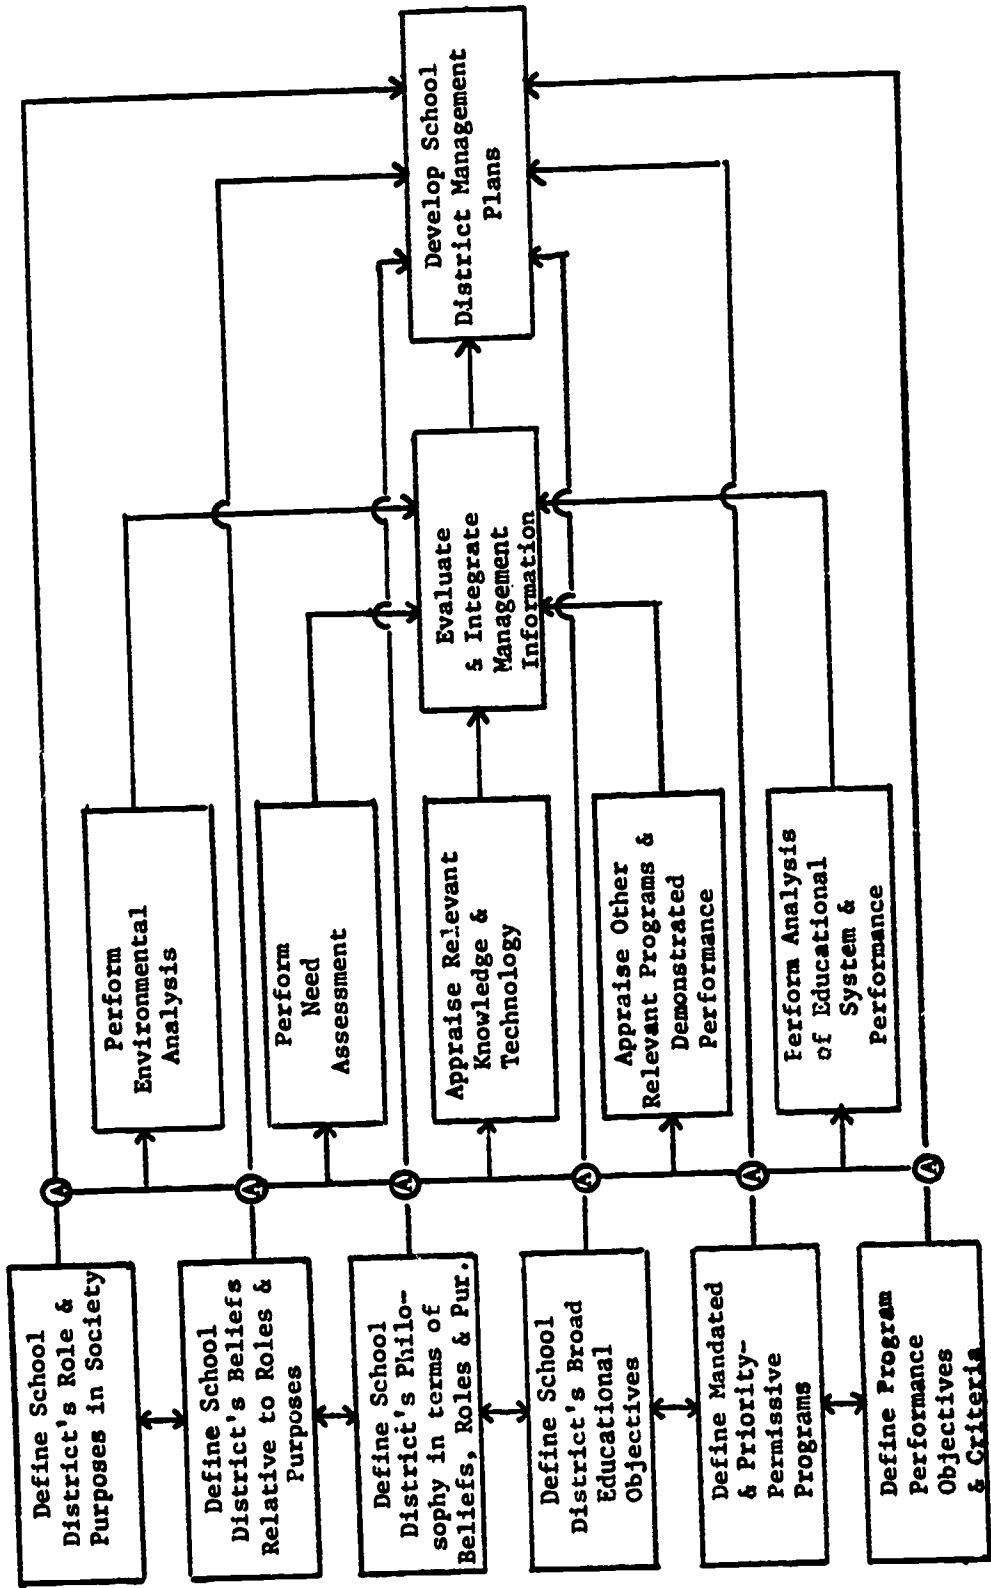 Define School
District's Role &
Purposes in Society
Define School
District's Beliefs
Relative to Roles &
Purposes
Define School
District's Philo-
sophy in terms of
Beliefs, Roles & Pur.
Define School
District's Broad
Educational
Objectives
Define Mandated
& Priority-
Permissive
Programs
Define Program
Performance
Objectives
& Criteria
A
A
A
A
A
A
Perform
Environmental
Analysis
Perform
Need
Assessment
Appraise Relevant
Knowledge &
Technology
Appraise Other
Relevant Programs &
Demonstrated
Performance
Perform Analysis
of Educational
System &
Performance
Evaluate
& Integrate
Management
Information
Develop School
District Management
Plans